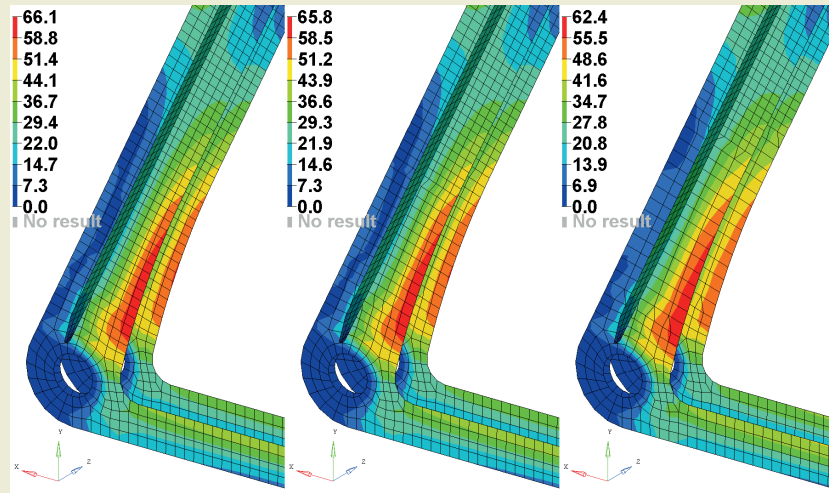 66.1
58.8
51.4
44.1
36.7
29.4
22.0
14.7
7.3
0.0
No result
Y
X
Z
65.8
58.5
51.2
43.9
36.6
29.3
21.9
14.6
7.3
0.0
No result
Y
X
Z
62.4
55.5
48.6
41.6
34.7
27.8
20.8
13.9
6.9
0.0
No result
Y
X
Z